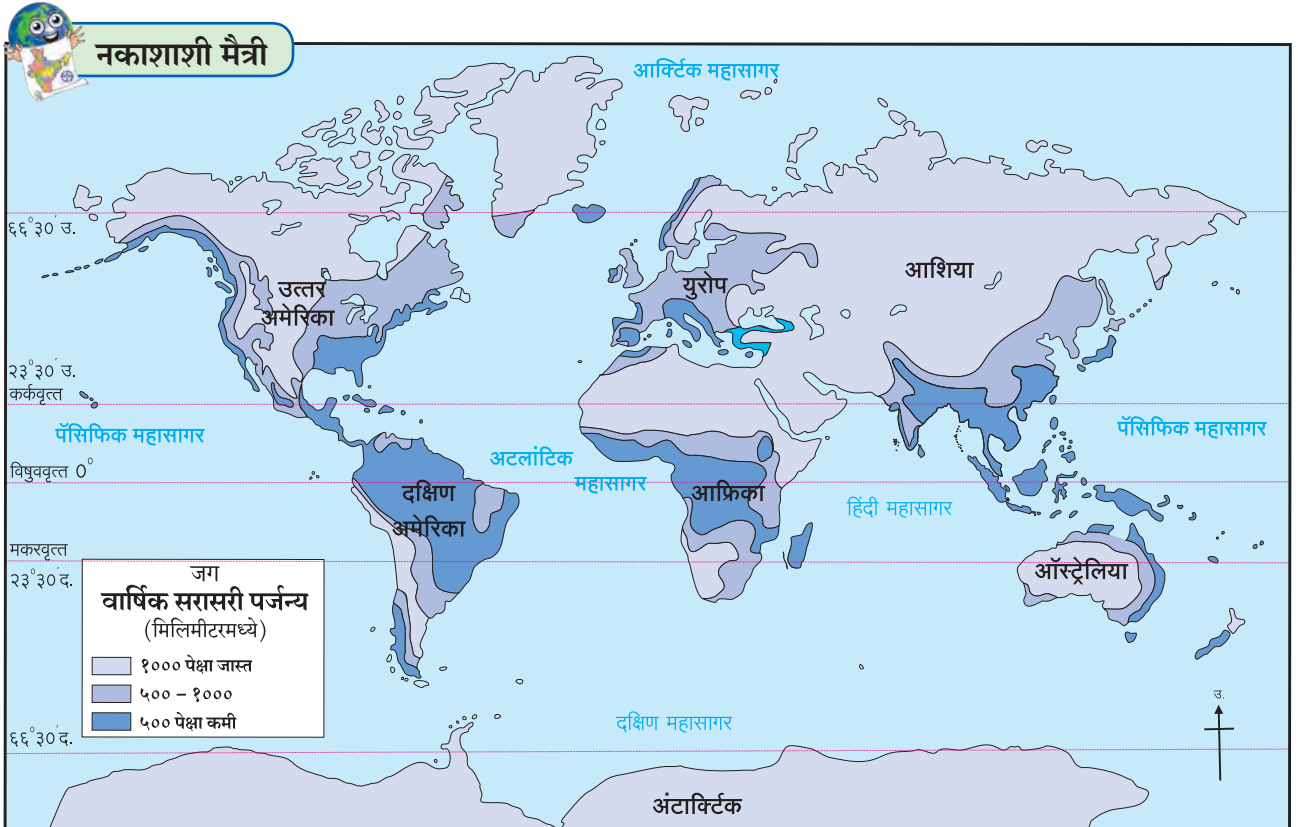 नकाशाशी मैत्री
आर्क्टिक महासागर
६६°३०' उ.
आशिया
युरोप
उत्तर
अमेरिका
२३°३०' उ.
कर्कवृत्त
पॅसिफिक महासागर
पॅसिफिक महासागर
अटलांटिक
महासागर
विषुववृत्त 0°
दक्षिण
अमेरिका
आफ्रिका
हिंदी महासागर
मकरवृत्त
२३°३०'द.
ऑस्ट्रेलिया
जग
वार्षिक सरासरी पर्जन्य
(मिलिमीटरमध्ये)
१००० पेक्षा जास्त
५०० – १०००
५०० पेक्षा कमी
उ.
दक्षिण महासागर
६६°३०'द.
अंटार्क्टिक